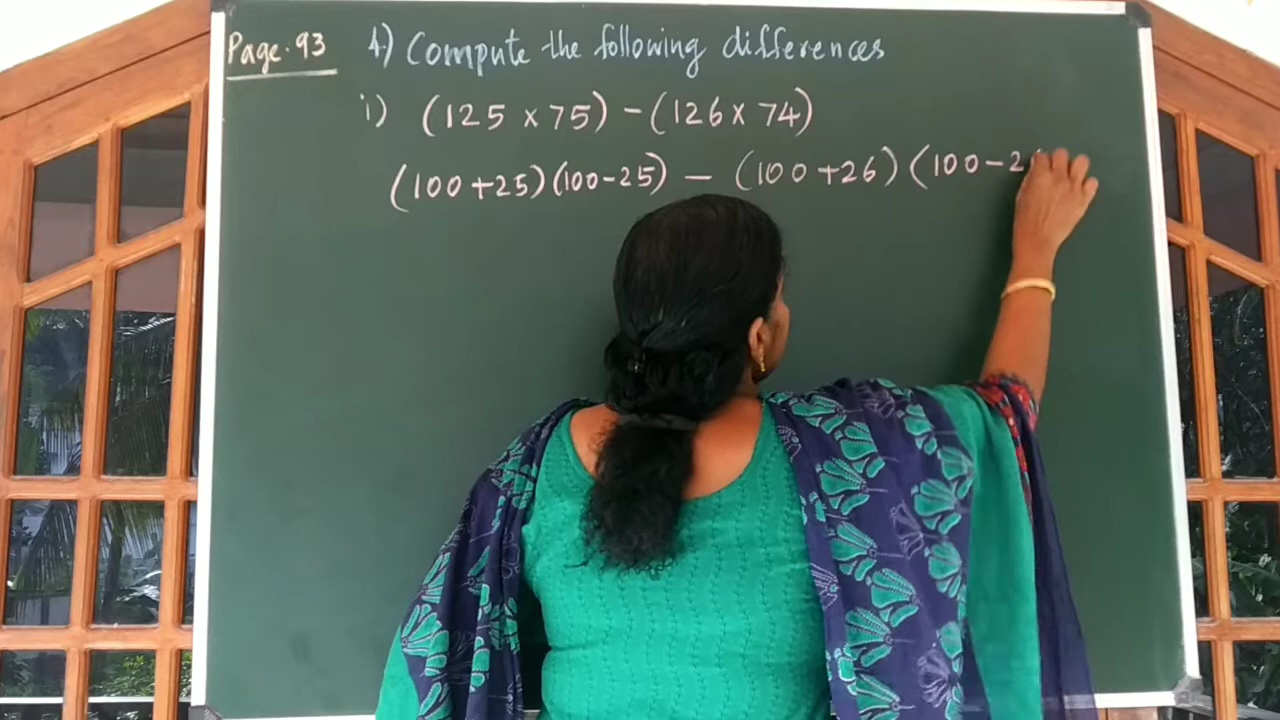 Page. 93 4) Compute the following differences
i) (125 x 75) - (126 x 74)
(100 + 25) (100 - 25) - (100 + 26) (100 - 2